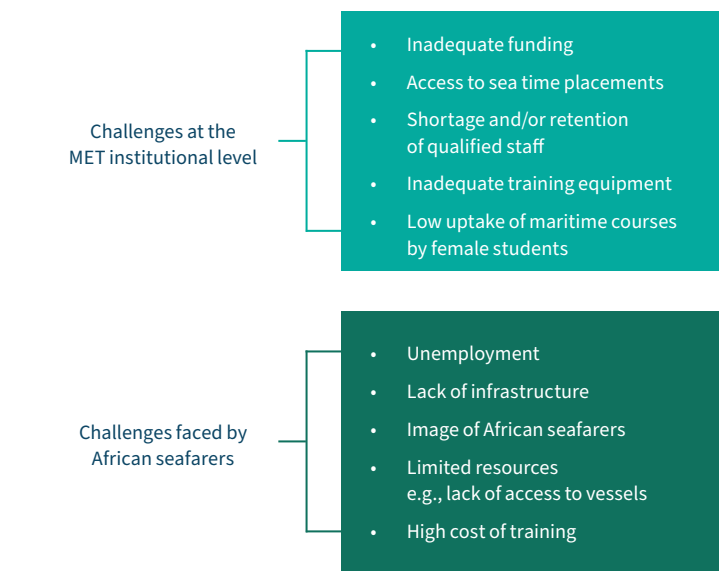 Challenges at the
MET institutional level
• Inadequate funding
• Access to sea time placements
• Shortage and/or retention
of qualified staff
• Inadequate training equipment
• Low uptake of maritime courses
by female students
Challenges faced by
African seafarers
• Unemployment
• Lack of infrastructure
• Image of African seafarers
• Limited resources
e.g., lack of access to vessels
• High cost of training